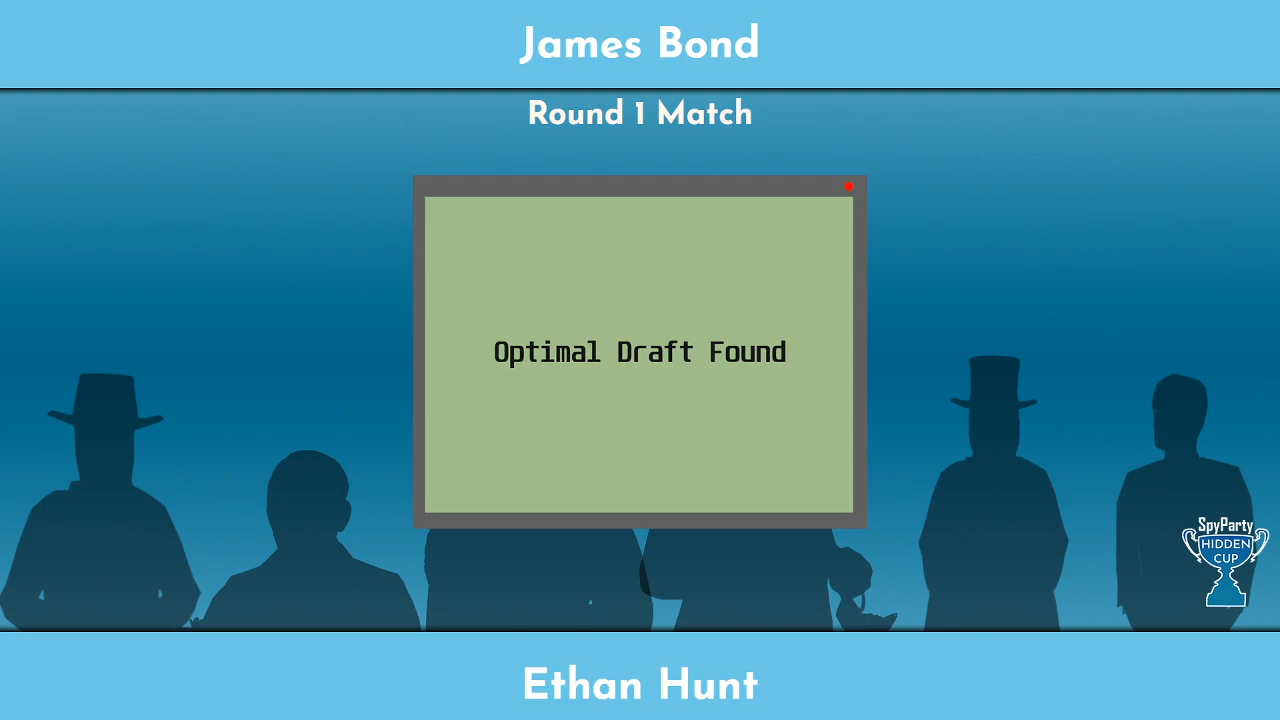 James Bond
Round 1 Match
Optimal Draft Found
SpyParty
HIDDEN
CUP
Ethan Hunt